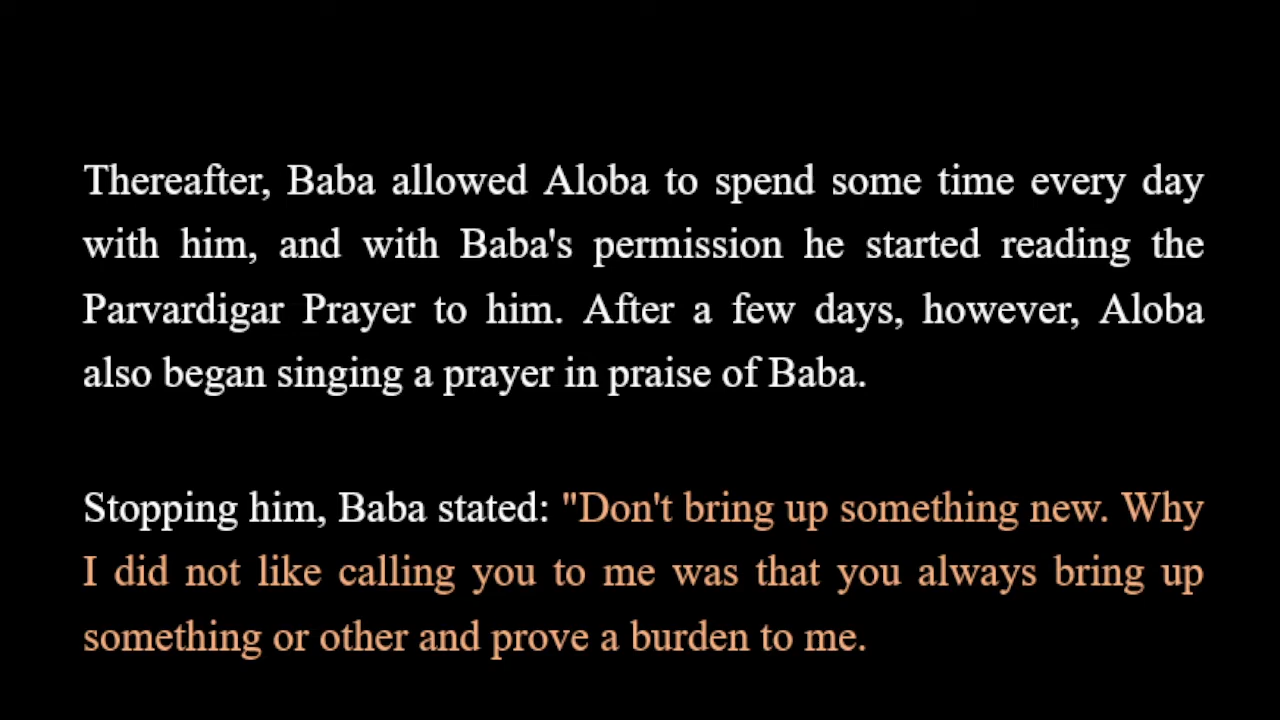 Thereafter, Baba allowed Aloba to spend some time every day
with him, and with Baba's permission he started reading the
Parvardigar Prayer to him. After a few days, however, Aloba
also began singing a prayer in praise of Baba.
Stopping him, Baba stated: "Don't bring up something new. Why
I did not like calling you to me was that you always bring up
something or other and prove a burden to me.